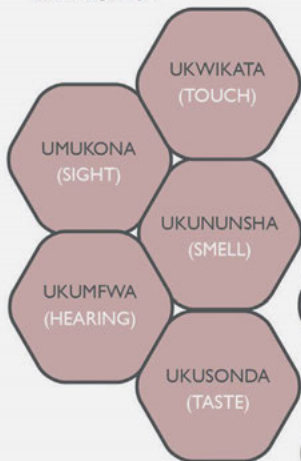 UKWIKATA
(TOUCH)
UMUKONA
(SIGHT)
UKUNUNSHA
(SMELL)
UKUMFWA
(HEARING)
UKUSONDA
(TASTE)